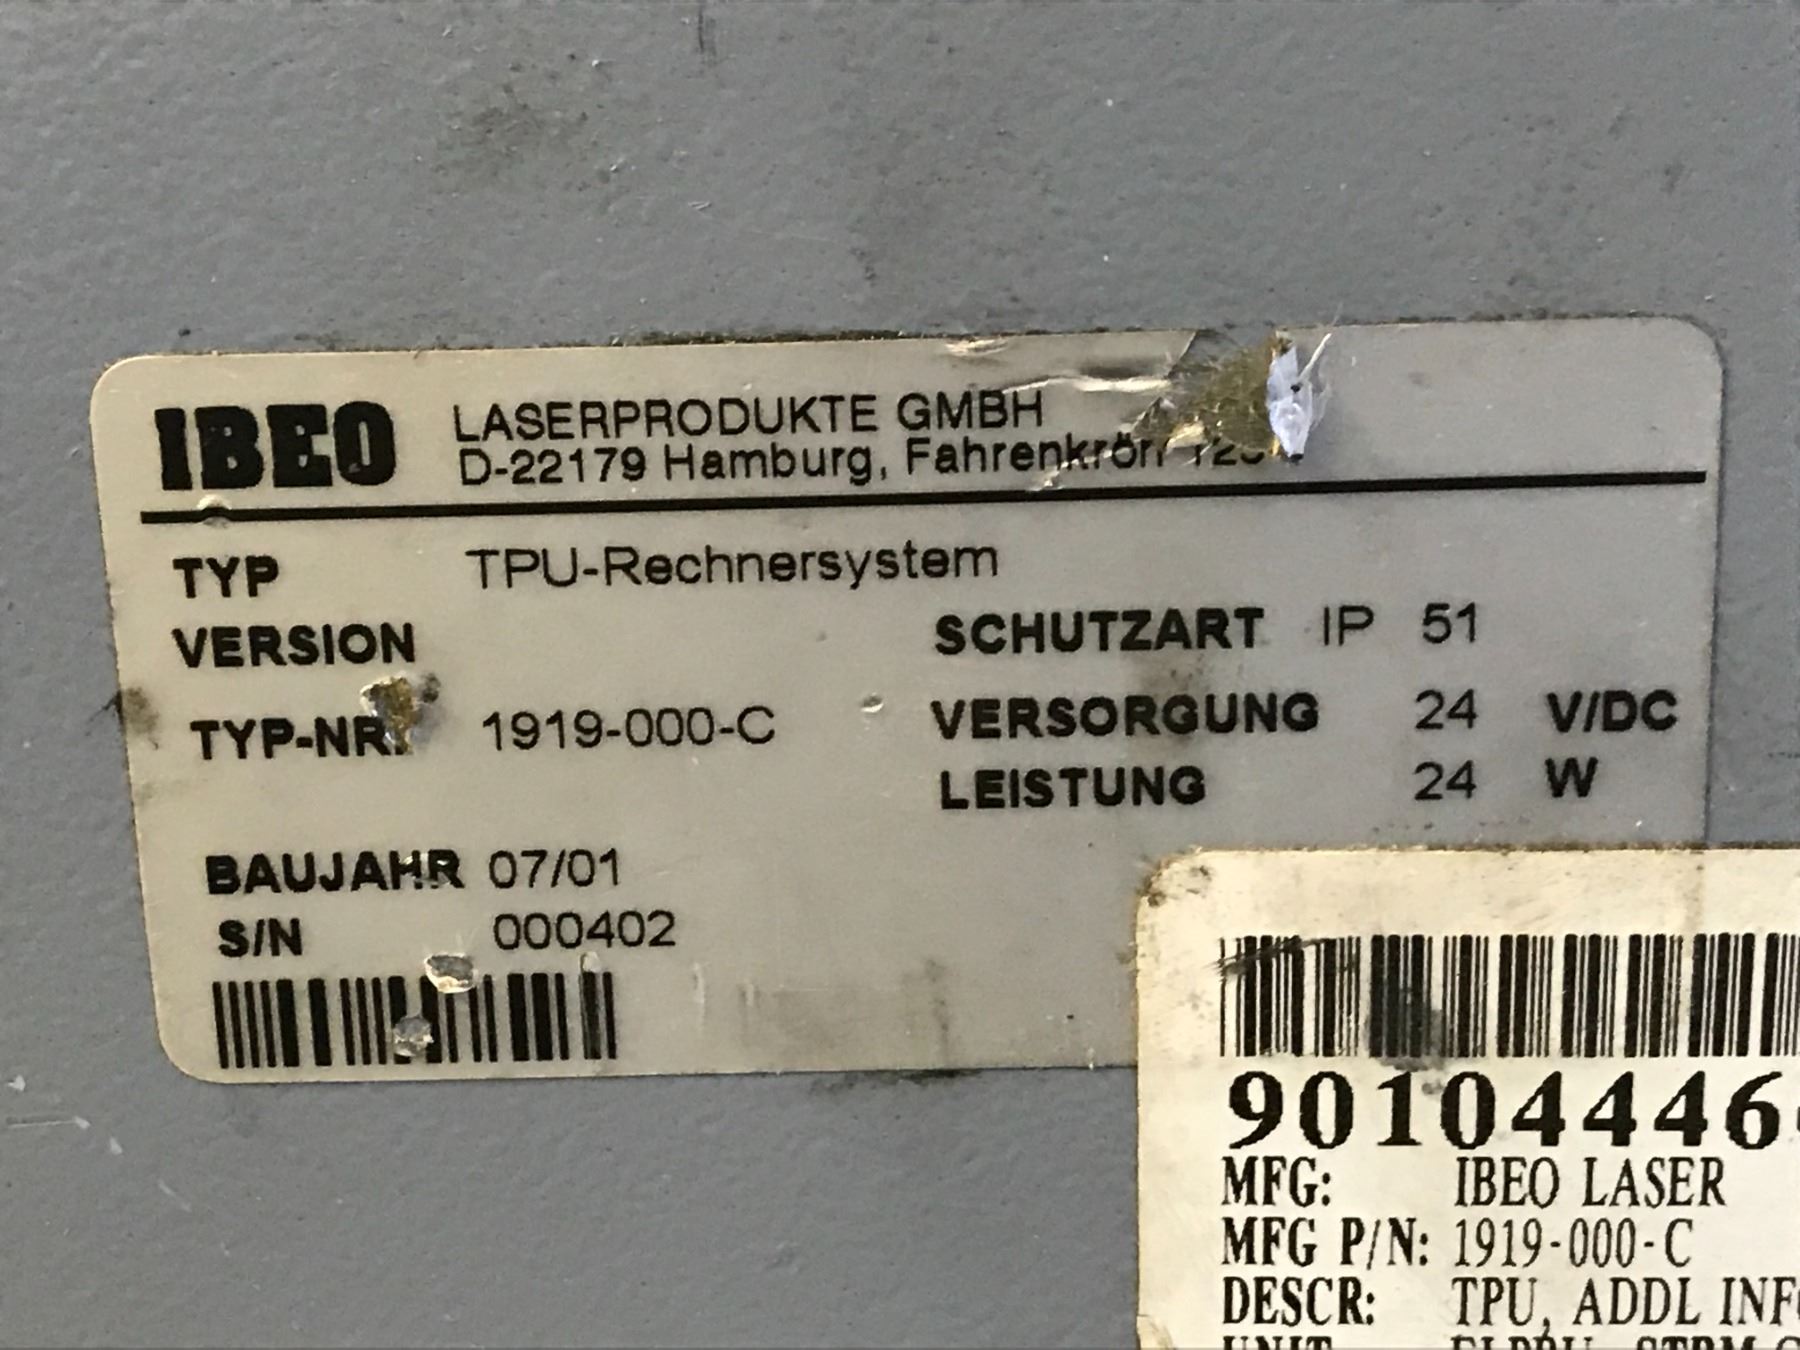 IBEO LASERPRODUKTE GMBH
D-22179 Hamburg, Fahrenkrön
TYP TPU-Rechnersystem
VERSION
SCHUTZART IP 51
TYP-NR. 1919-000-C
VERSORGUNG 24 V/DC
LEISTUNG 24 W
BAUJAHR 07/01
S/N 000402
90104446
MFG: IBEO LASER
MFG P/N: 1919-000-C
DESCR: TPU, ADDL
UNIT